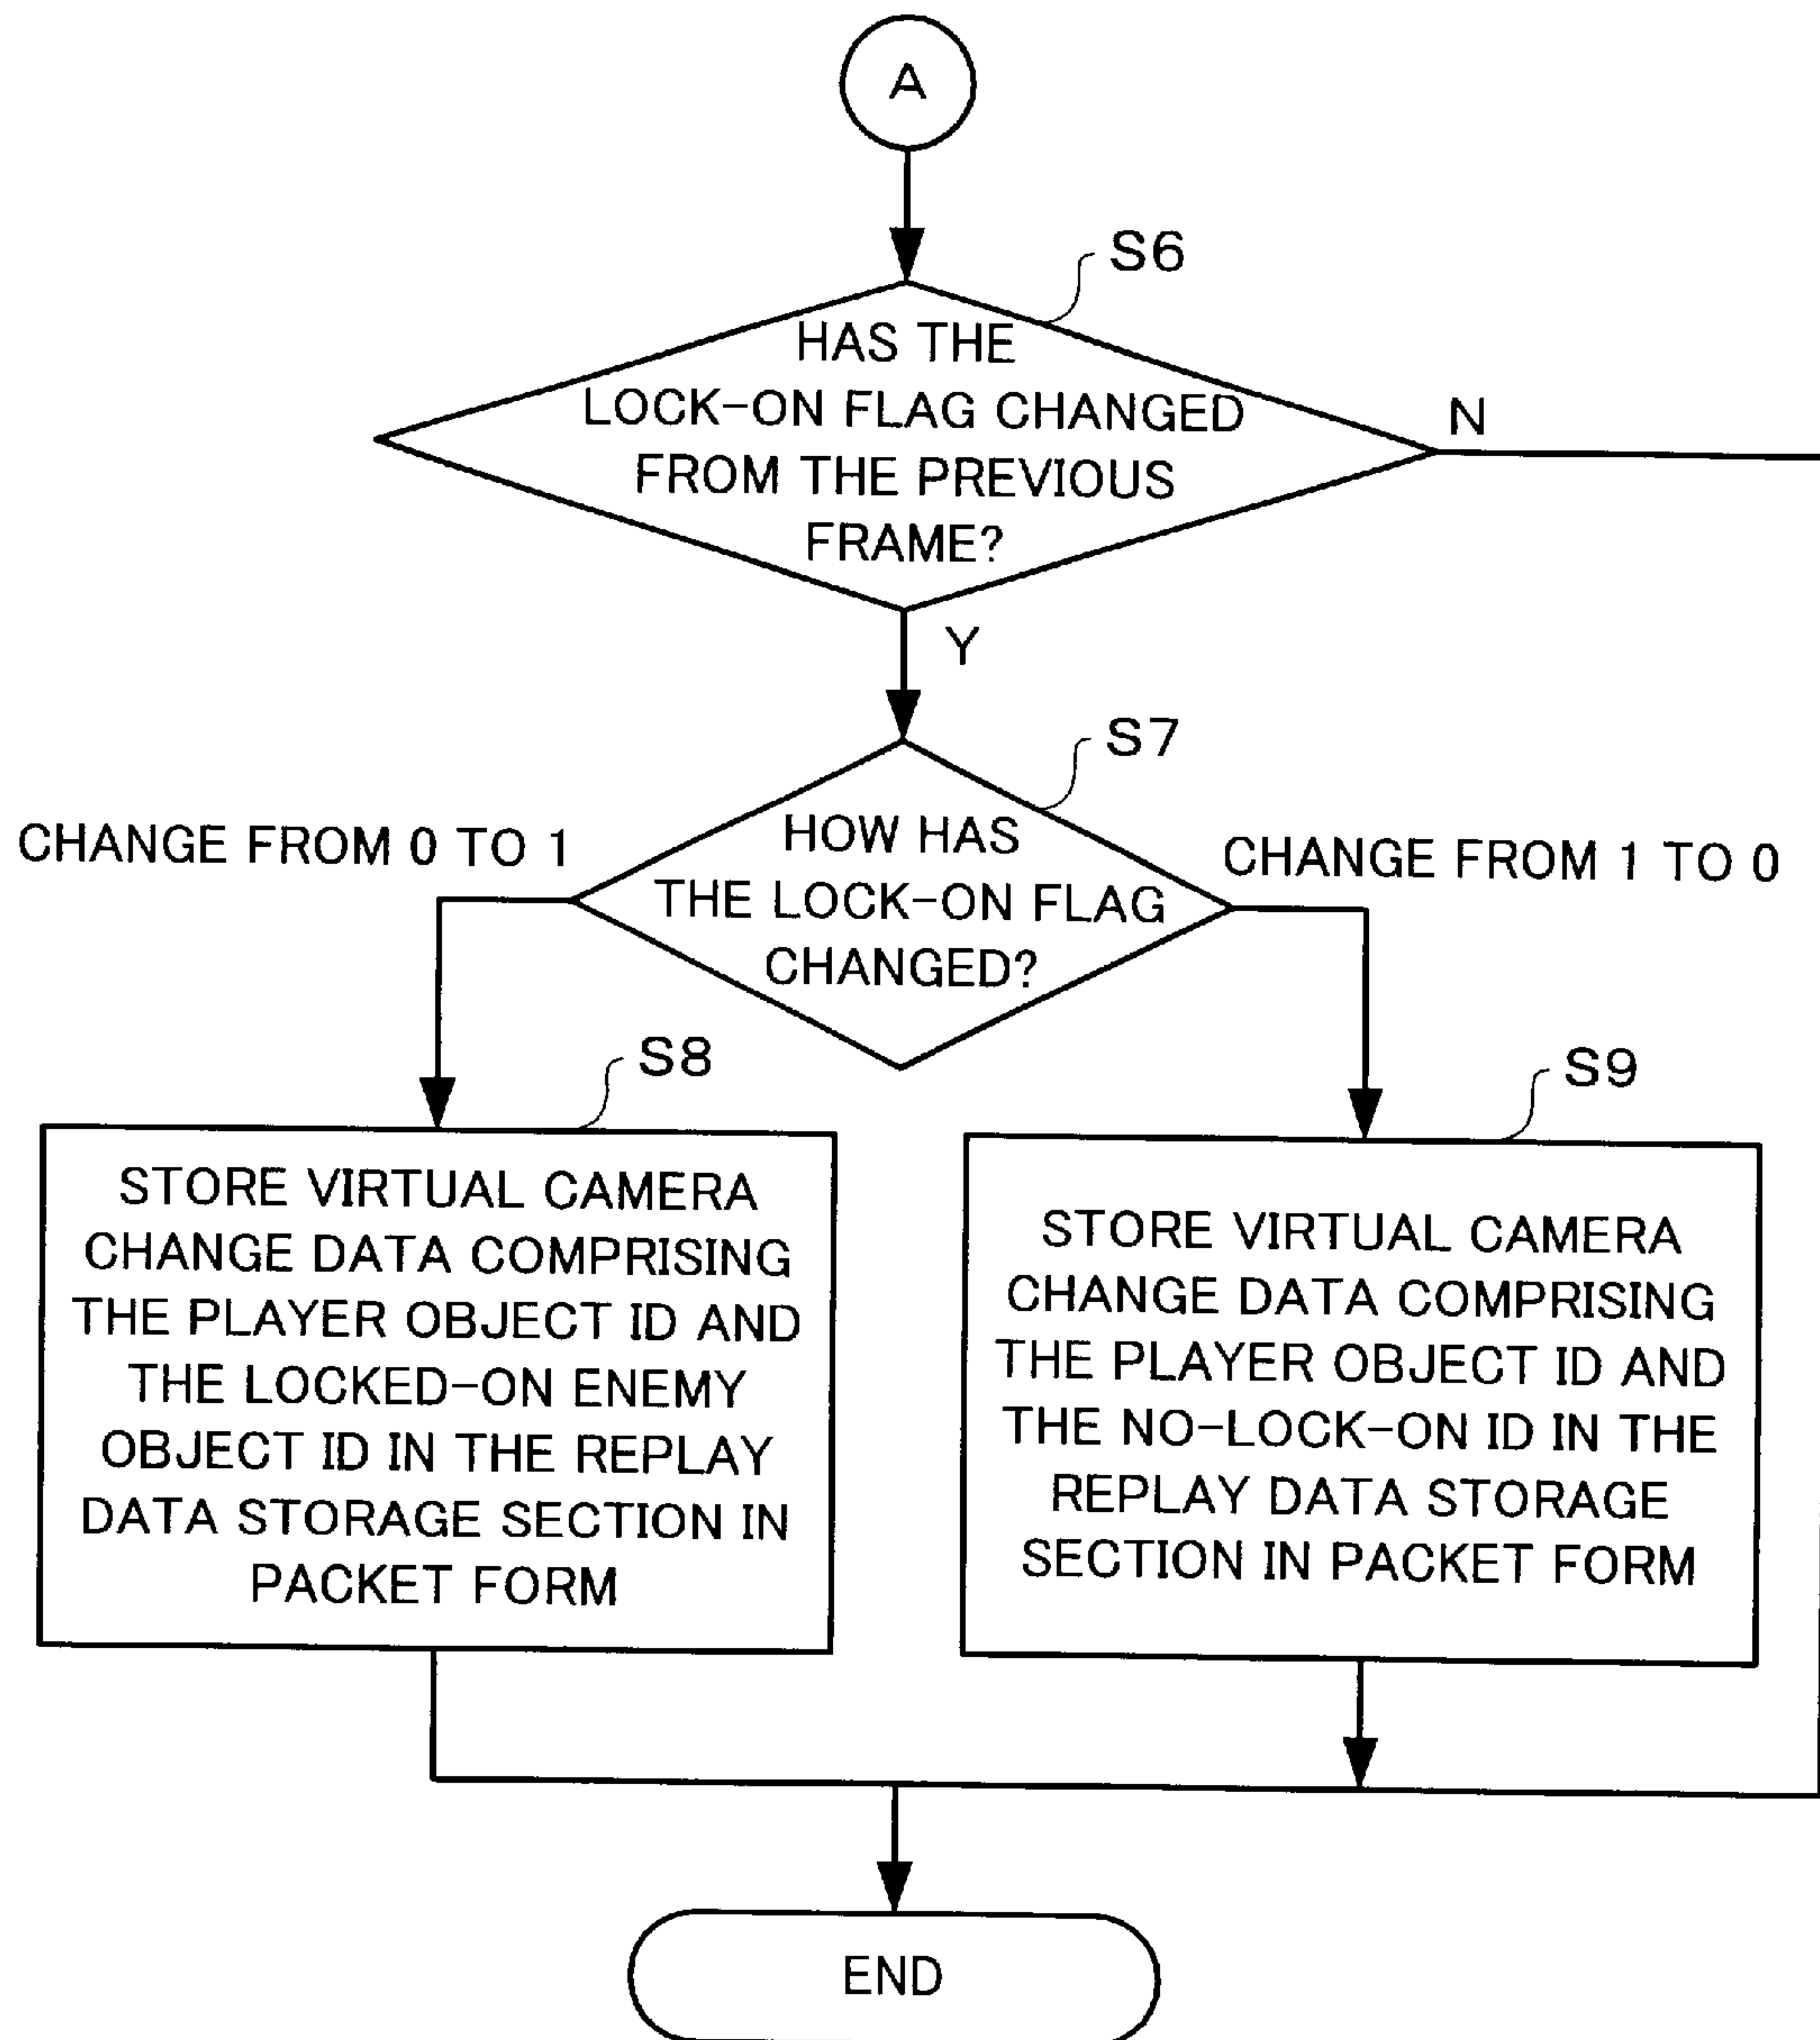 A
S6
HAS THE
LOCK-ON FLAG CHANGED
FROM THE PREVIOUS
FRAME?
N
Y
S7
HOW HAS
THE LOCK-ON FLAG
CHANGED?
CHANGE FROM 0 TO 1
CHANGE FROM 1 TO 0
S8
STORE VIRTUAL CAMERA
CHANGE DATA COMPRISING
THE PLAYER OBJECT ID AND
THE LOCKED-ON ENEMY
OBJECT ID IN THE REPLAY
DATA STORAGE SECTION IN
PACKET FORM
S9
STORE VIRTUAL CAMERA
CHANGE DATA COMPRISING
THE PLAYER OBJECT ID AND
THE NO-LOCK-ON ID IN THE
REPLAY DATA STORAGE
SECTION IN PACKET FORM
END